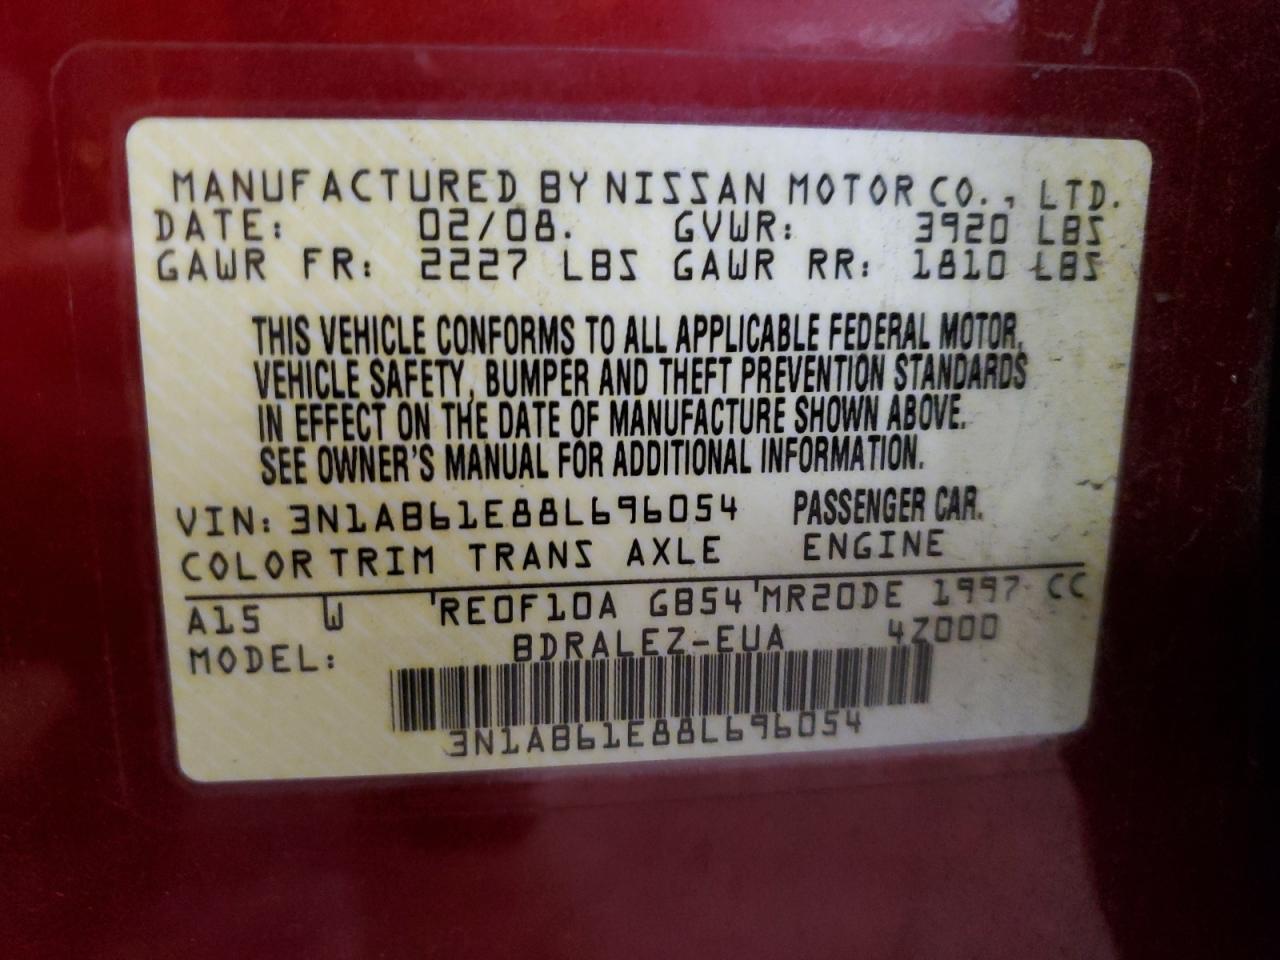 MANUFACTURED BY NISSAN MOTOR CO., LTD.
DATE: 02/08. GVWR: 3920 LBS
GAWR FR: 2227 LBS GAWR RR: 1810 LBS
THIS VEHICLE CONFORMS TO ALL APPLICABLE FEDERAL MOTOR,
VEHICLE SAFETY, BUMPER AND THEFT PREVENTION STANDARDS
IN EFFECT ON THE DATE OF MANUFACTURE SHOWN ABOVE.
SEE OWNER'S MANUAL FOR ADDITIONAL INFORMATION.
VIN: 3N1AB61E88L696054 PASSENGER CAR.
COLOR TRIM TRANS AXLE ENGINE
A15 W 'RE0F10A GB54 'MR20DE 1997 CC
MODEL: BDRALEZ-EUA 4Z000
3N1AB61E88L696054